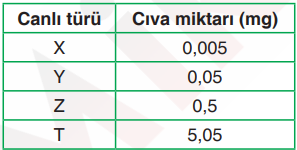 Canlı türü Cıva miktarı (mg)
X 0,005
Y 0,05
Z 0,5
T 5,05